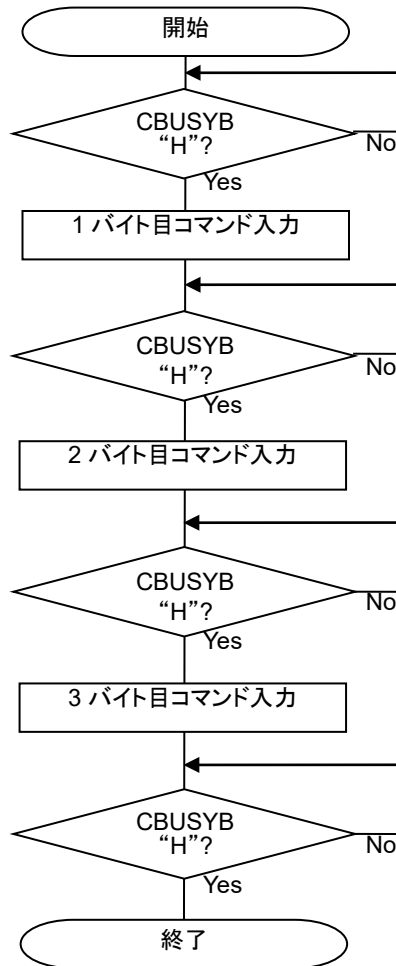 開始
CBUSYB
“H”?
No
Yes
1 バイト目コマンド入力
CBUSYB
“H”?
No
Yes
2 バイト目コマンド入力
CBUSYB
“H”?
No
Yes
3 バイト目コマンド入力
CBUSYB
“H”?
No
Yes
終了